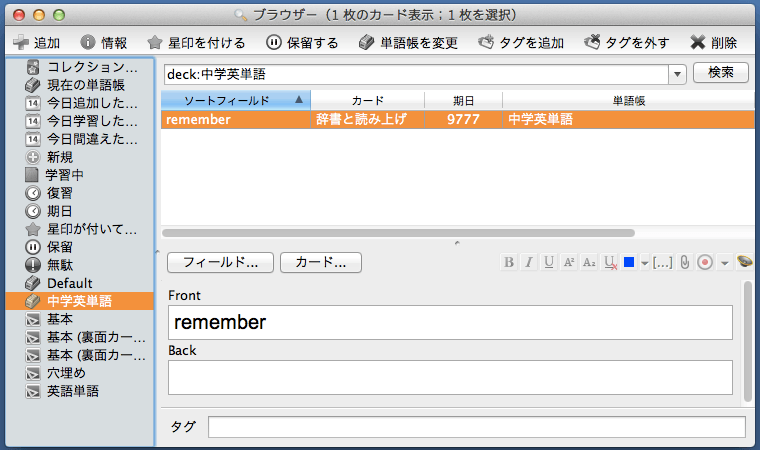 ブラウザー（1 枚のカード表示；1 枚を選択）
追加 情報 星印を付ける 保留する 単語帳を変更 タグを追加 タグを外す 削除
コレクション...
現在の単語帳
今日追加した...
今日学習した...
今日間違えた...
新規
学習中
復習
期日
星印が付いて...
保留
無駄
Default
中学英単語
基本
基本 (裏面カー...
基本 (裏面カー...
穴埋め
英語単語
deck:中学英単語 検索
ソートフィールド カード 期日 単語帳
remember 辞書と読み上げ 9777 中学英単語
フィールド... カード... B I U A² A₂ U [...]
Front
remember
Back
タグ